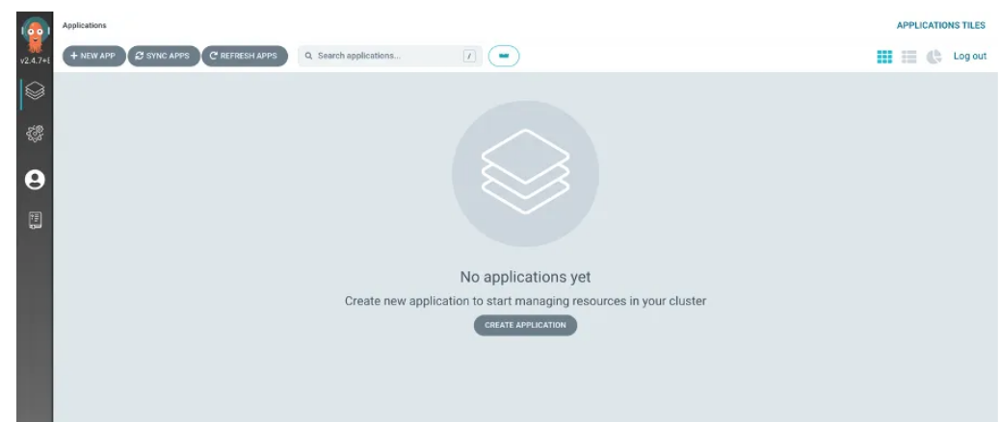 Applications
APPLICATIONS TILES
+ NEW APP
SYNC APPS
REFRESH APPS
Search applications...
/
Log out
v2.4.7+
No applications yet
Create new application to start managing resources in your cluster
CREATE APPLICATION